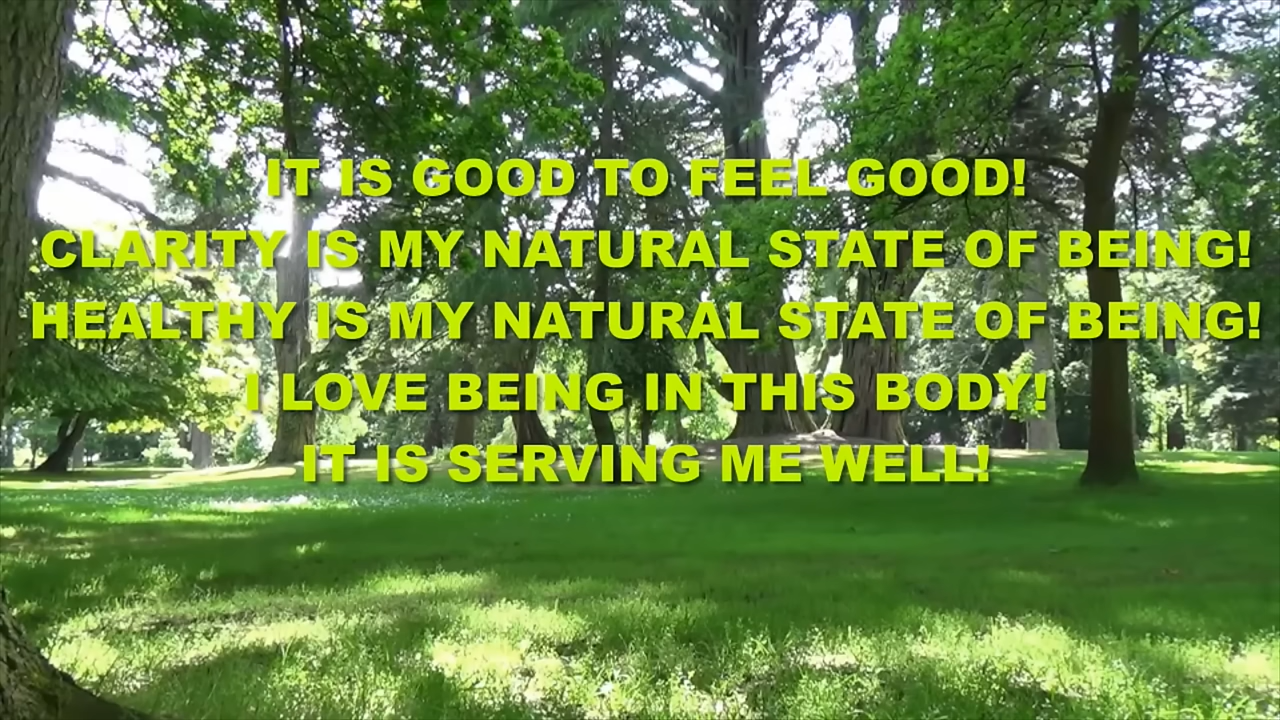 IT IS GOOD TO FEEL GOOD!
CLARITY IS MY NATURAL STATE OF BEING!
HEALTHY IS MY NATURAL STATE OF BEING!
I LOVE BEING IN THIS BODY!
IT IS SERVING ME WELL!